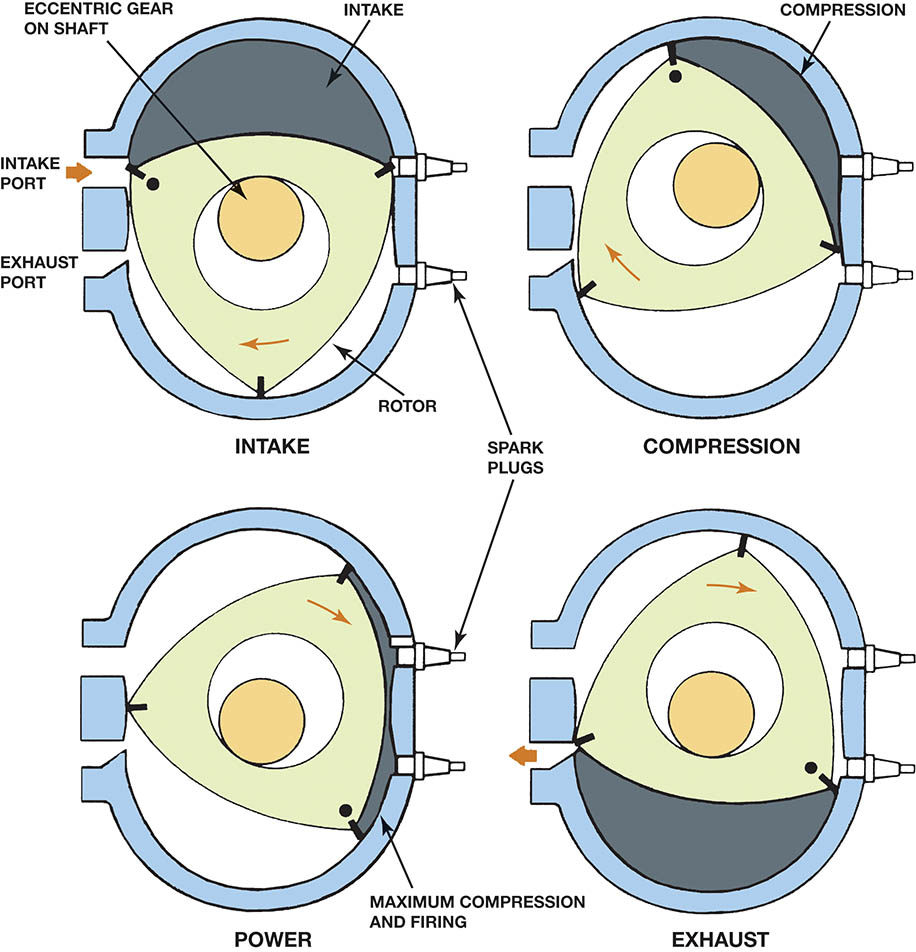 ECCENTRIC GEAR
ON SHAFT
INTAKE
COMPRESSION
INTAKE
PORT
EXHAUST
PORT
ROTOR
INTAKE
COMPRESSION
SPARK
PLUGS
MAXIMUM COMPRESSION
AND FIRING
POWER
EXHAUST